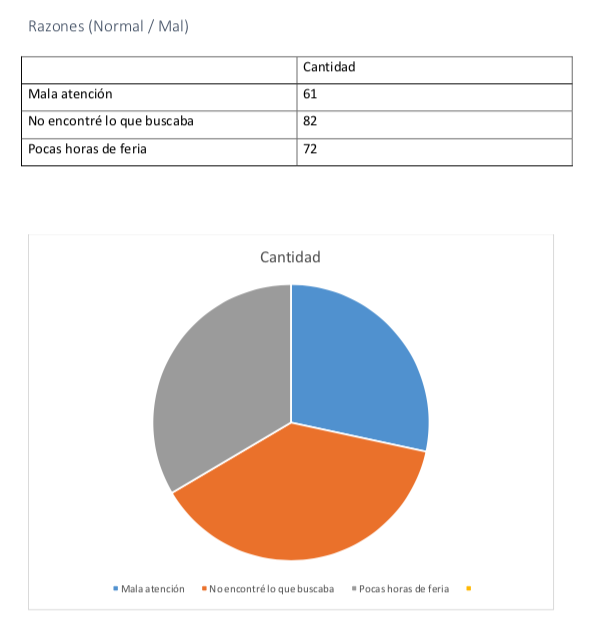 Razones (Normal / Mal)
Cantidad
Mala atención 61
No encontré lo que buscaba 82
Pocas horas de feria 72
Cantidad
Mala atención No encontré lo que buscaba Pocas horas de feria